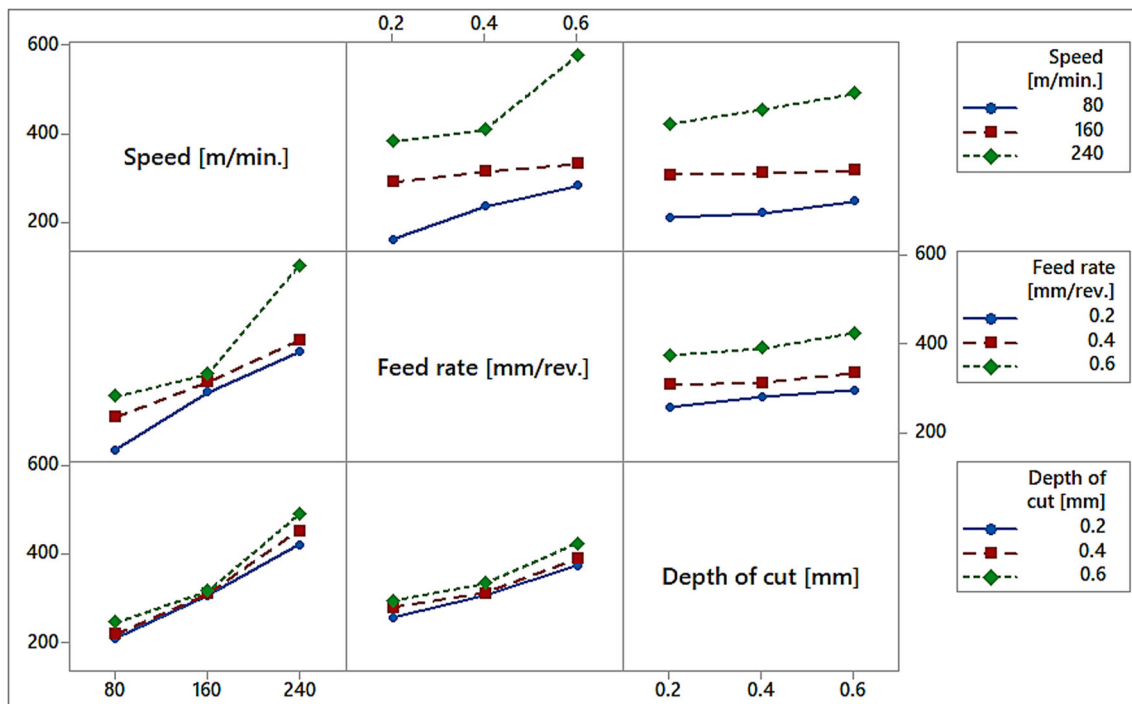 0.2 0.4 0.6
600
400
200
Speed [m/min.]
Speed
[m/min.]
80
160
240
Feed rate [mm/rev.]
600
400
200
Feed rate
[mm/rev.]
0.2
0.4
0.6
600
400
200
Depth of cut [mm]
Depth of
cut [mm]
0.2
0.4
0.6
80 160 240 0.2 0.4 0.6